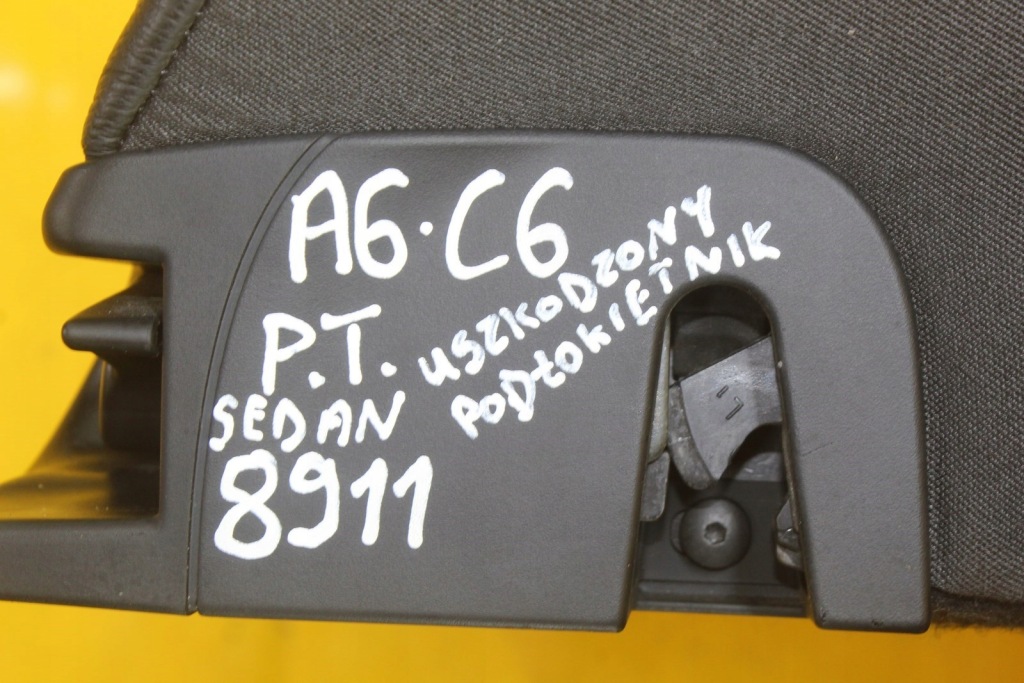 A6·C6
P.T.
SEDAN
8911
USZKODZONY
PODŁOKIETNIK